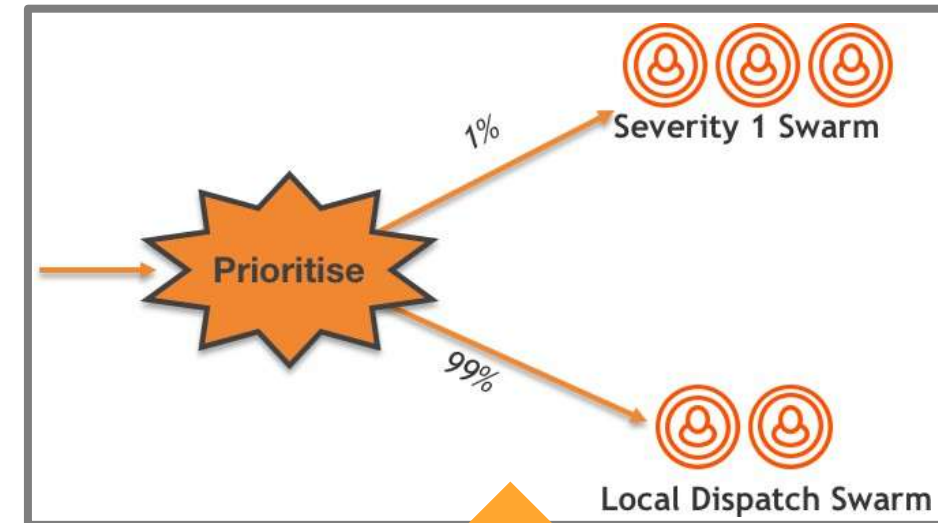 1%
Severity 1 Swarm
Prioritise
99%
Local Dispatch Swarm